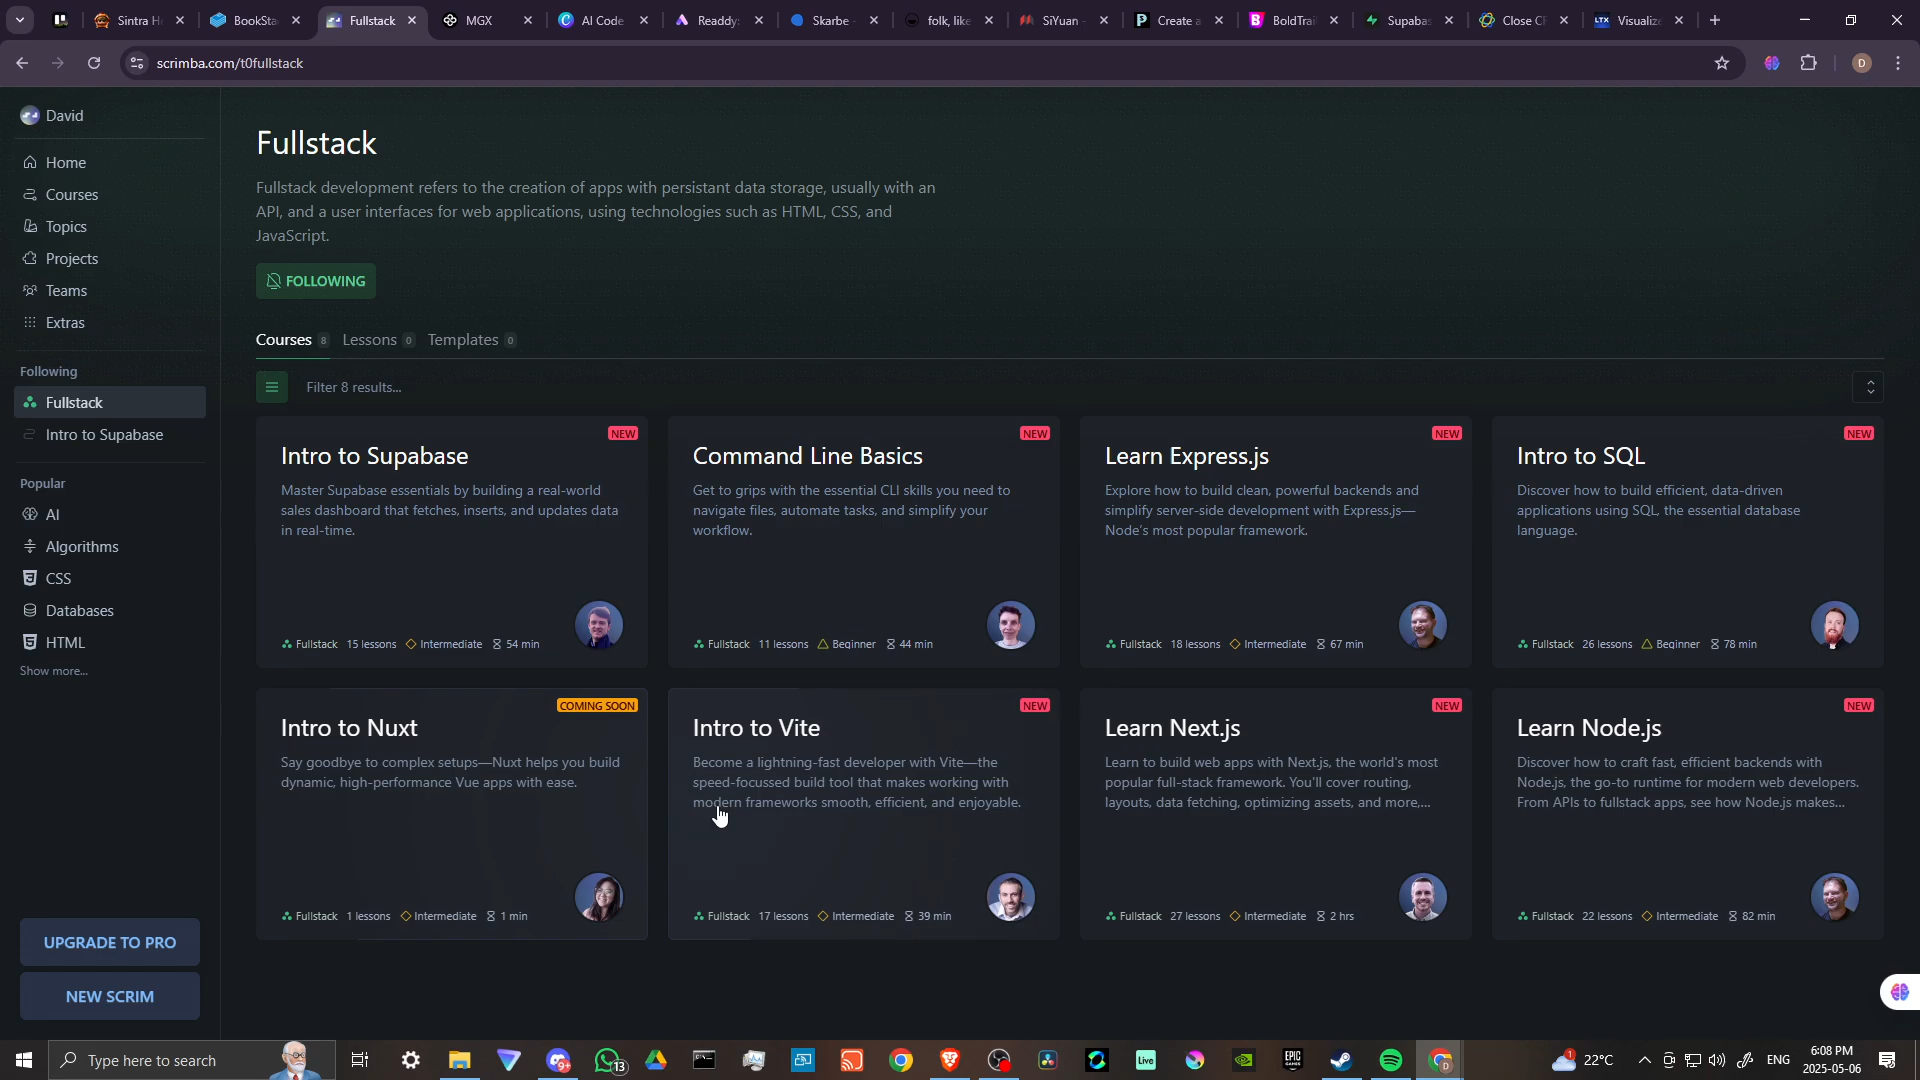 Sintra H
BookSta
Fullstack
MGX
AI Code
Readdy:
Skarbe -
folk, like
SiYuan -
Create a
BoldTrai
Supabas
Close CR
Visualize
scrimba.com/t0fullstack
David
Home
Courses
Topics
Projects
Teams
Extras
Following
Fullstack
Intro to Supabase
Popular
AI
Algorithms
CSS
Databases
HTML
Show more...
UPGRADE TO PRO
NEW SCRIM
Fullstack
Fullstack development refers to the creation of apps with persistant data storage, usually with an
API, and a user interfaces for web applications, using technologies such as HTML, CSS, and
JavaScript.
FOLLOWING
Courses 8 Lessons 0 Templates 0
Filter 8 results...
NEW
Intro to Supabase
Master Supabase essentials by building a real-world
sales dashboard that fetches, inserts, and updates data
in real-time.
Fullstack 15 lessons Intermediate 54 min
NEW
Command Line Basics
Get to grips with the essential CLI skills you need to
navigate files, automate tasks, and simplify your
workflow.
Fullstack 11 lessons Beginner 44 min
NEW
Learn Express.js
Explore how to build clean, powerful backends and
simplify server-side development with Express.js—
Node's most popular framework.
Fullstack 18 lessons Intermediate 67 min
NEW
Intro to SQL
Discover how to build efficient, data-driven
applications using SQL, the essential database
language.
Fullstack 26 lessons Beginner 78 min
COMING SOON
Intro to Nuxt
Say goodbye to complex setups—Nuxt helps you build
dynamic, high-performance Vue apps with ease.
Fullstack 1 lessons Intermediate 1 min
NEW
Intro to Vite
Become a lightning-fast developer with Vite—the
speed-focussed build tool that makes working with
modern frameworks smooth, efficient, and enjoyable.
Fullstack 17 lessons Intermediate 39 min
NEW
Learn Next.js
Learn to build web apps with Next.js, the world's most
popular full-stack framework. You'll cover routing,
layouts, data fetching, optimizing assets, and more,...
Fullstack 27 lessons Intermediate 2 hrs
NEW
Learn Node.js
Discover how to craft fast, efficient backends with
Node.js, the go-to runtime for modern web developers.
From APIs to fullstack apps, see how Node.js makes...
Fullstack 22 lessons Intermediate 82 min
Type here to search
9+
13
Live
EPIC GAMES
D
1
22°C
ENG
6:08 PM
2025-05-06